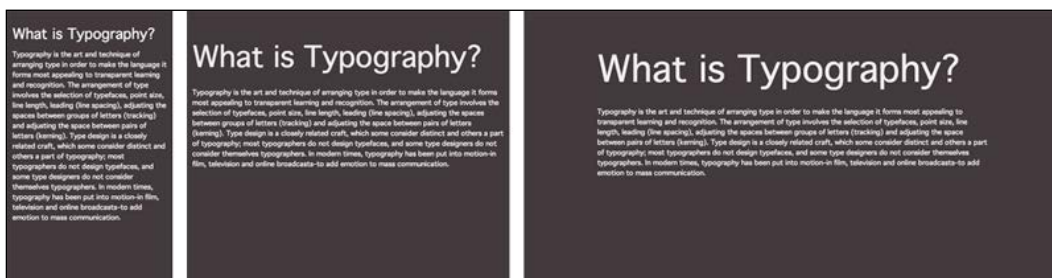 What is Typography?
Typography is the art and technique of
arranging type in order to make the language it
forms most appealing to transparent learning
and recognition. The arrangement of type
involves the selection of typefaces, point size,
line length, leading (line spacing), adjusting the
spaces between groups of letters (tracking)
and adjusting the space between pairs of
letters (kerning). Type design is a closely
related craft, which some consider distinct and
others a part of typography; most
typographers do not design typefaces, and
some type designers do not consider
themselves typographers. In modern times,
typography has been put into motion-in film,
television and online broadcasts-to add
emotion to mass communication.
What is Typography?
Typography is the art and technique of arranging type in order to make the language it forms
most appealing to transparent learning and recognition. The arrangement of type involves the
selection of typefaces, point size, line length, leading (line spacing), adjusting the spaces
between groups of letters (tracking) and adjusting the space between pairs of letters
(kerning). Type design is a closely related craft, which some consider distinct and others a part
of typography; most typographers do not design typefaces, and some type designers do not
consider themselves typographers. In modern times, typography has been put into motion-in
film, television and online broadcasts-to add emotion to mass communication.
What is Typography?
Typography is the art and technique of arranging type in order to make the language it forms most appealing to
transparent learning and recognition. The arrangement of type involves the selection of typefaces, point size, line
length, leading (line spacing), adjusting the spaces between groups of letters (tracking) and adjusting the space
between pairs of letters (kerning). Type design is a closely related craft, which some consider distinct and others a part
of typography; most typographers do not design typefaces, and some type designers do not consider themselves
typographers. In modern times, typography has been put into motion-in film, television and online broadcasts-to add
emotion to mass communication.